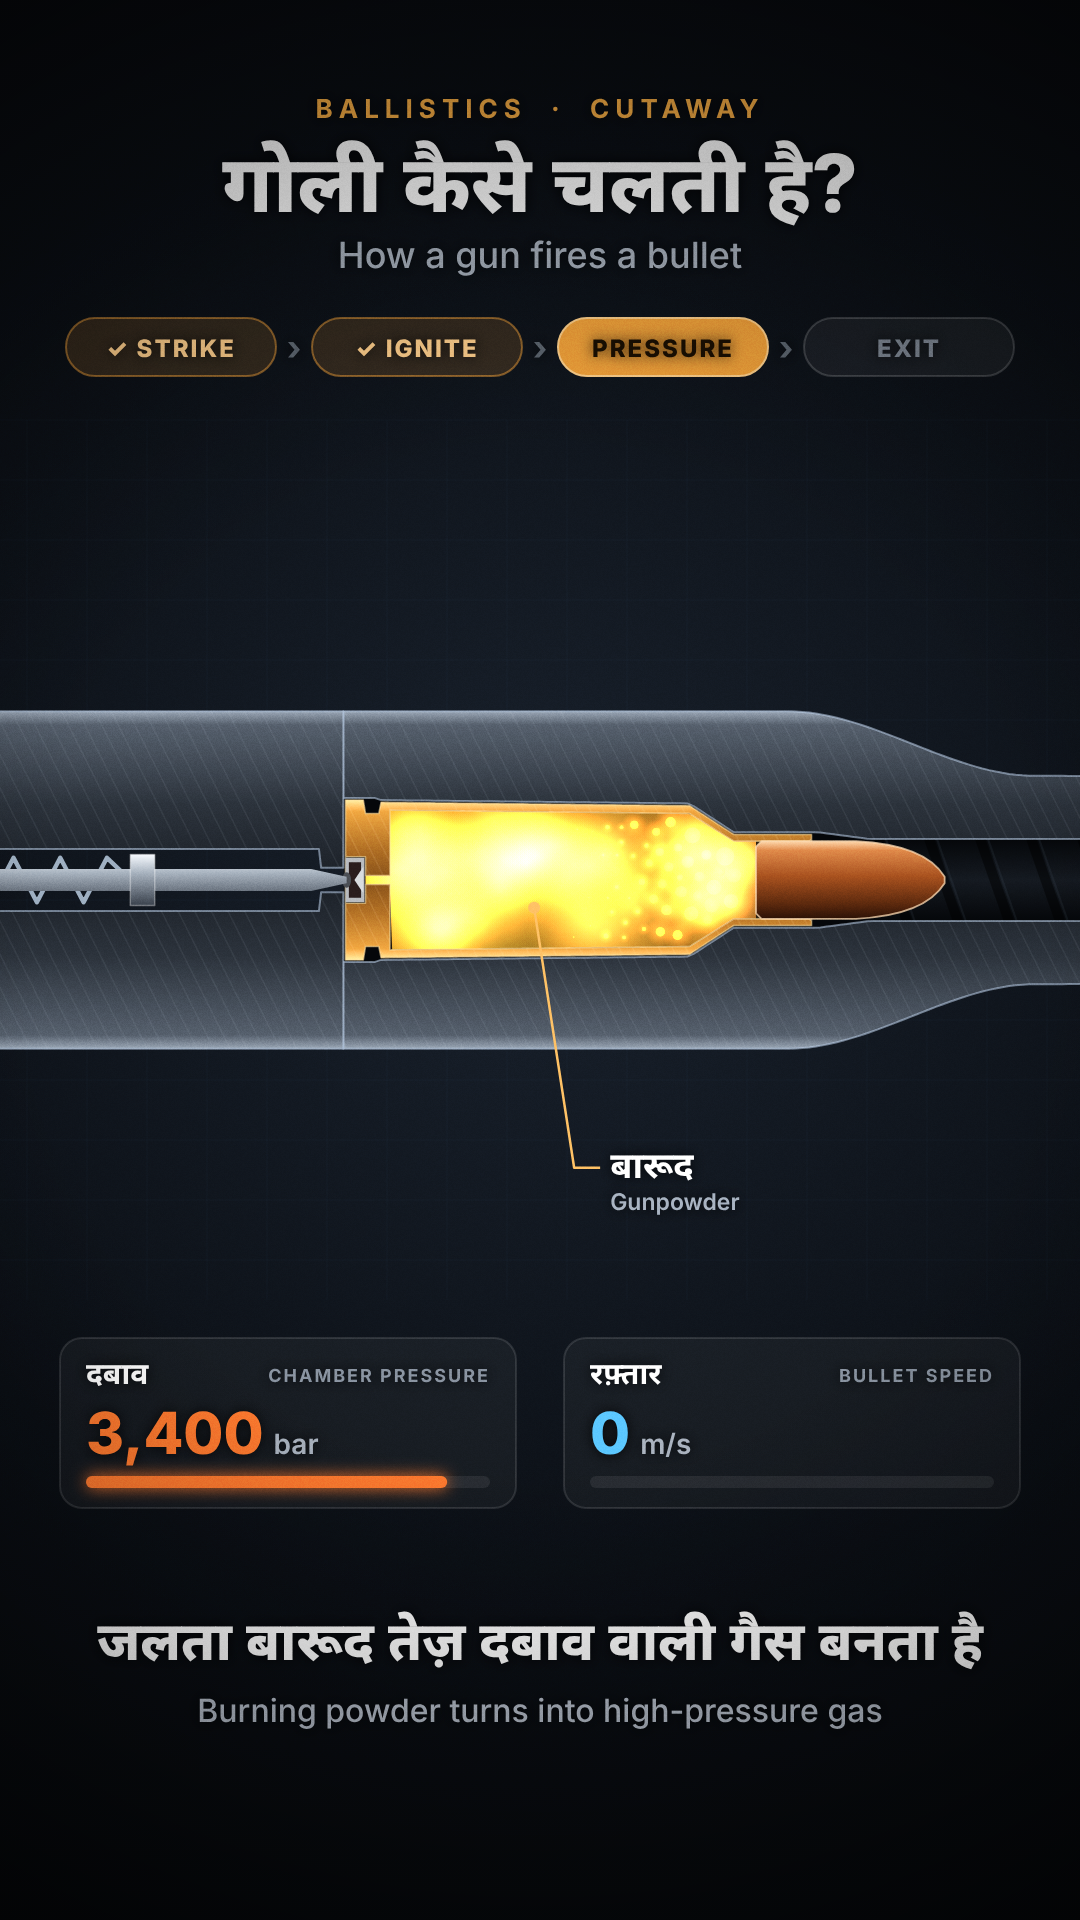 BALLISTICS · CUTAWAY
गोली कैसे चलती है?
How a gun fires a bullet
✓ STRIKE › ✓ IGNITE › PRESSURE › EXIT
बारूद
Gunpowder
दबाव CHAMBER PRESSURE
3,400 bar
रफ़्तार BULLET SPEED
0 m/s
जलता बारूद तेज़ दबाव वाली गैस बनता है
Burning powder turns into high-pressure gas